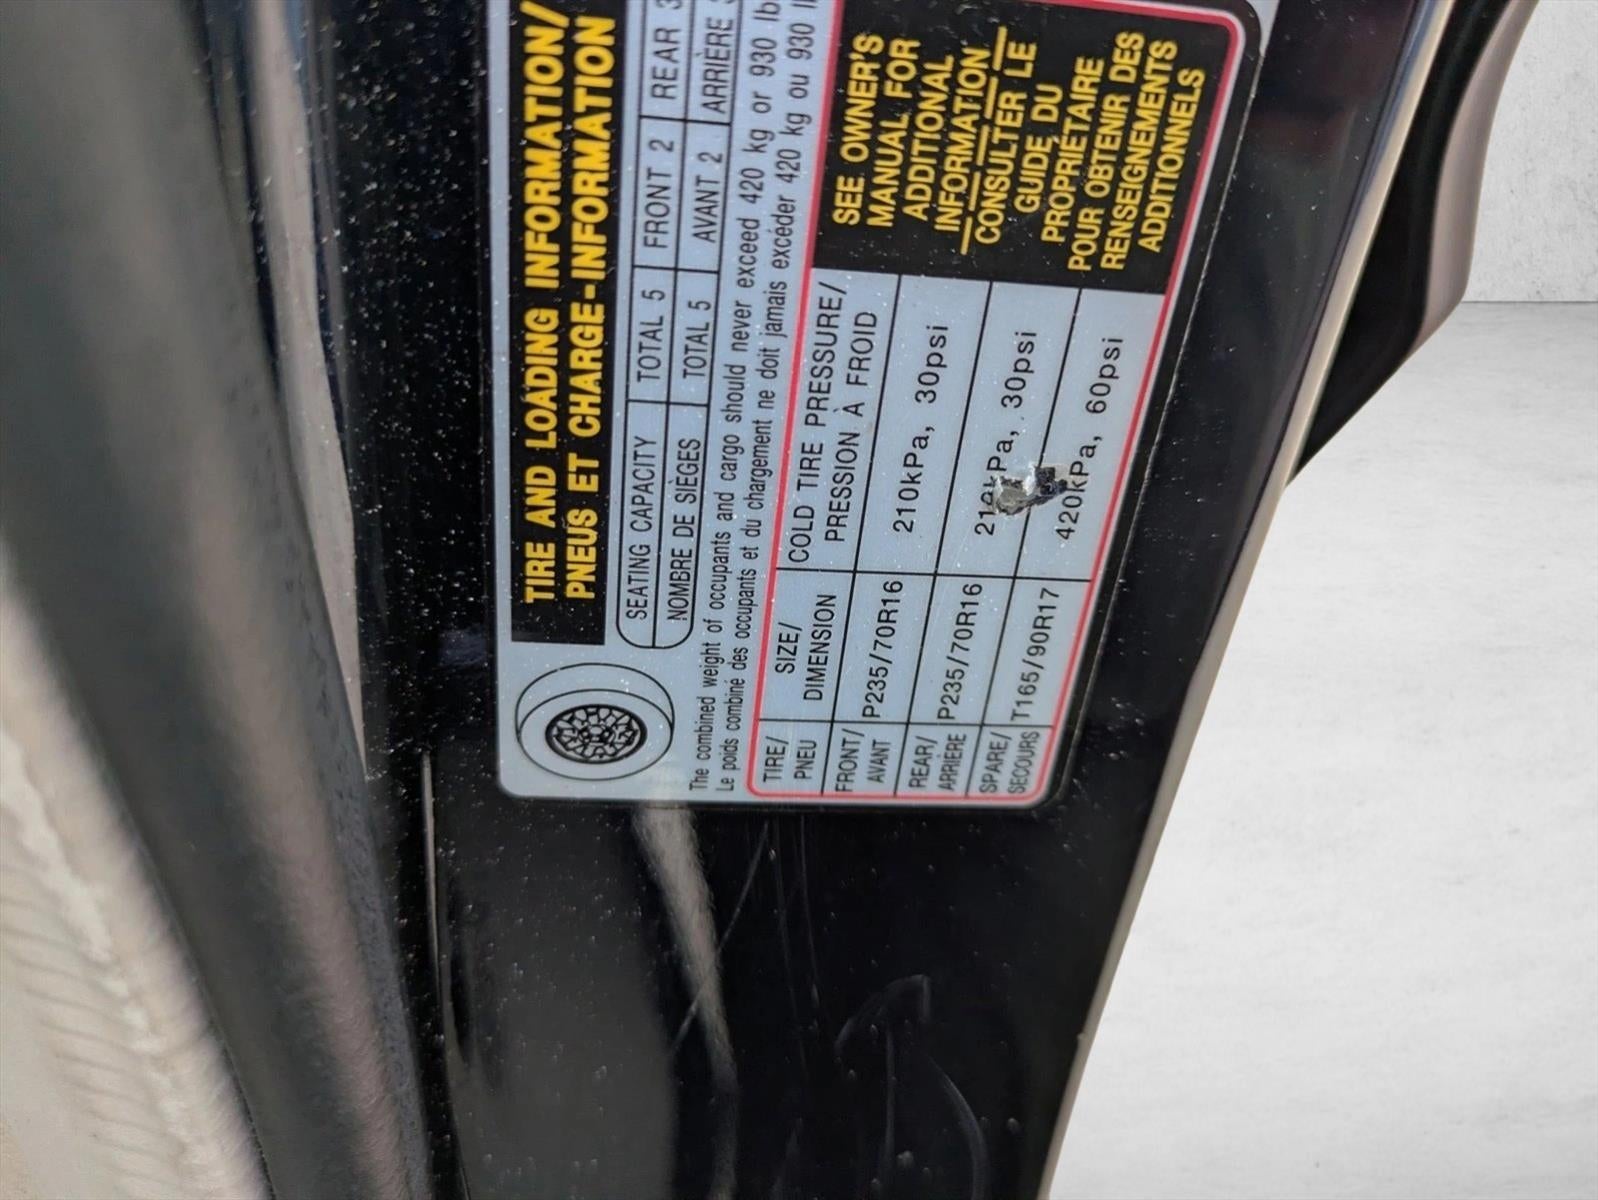 TIRE AND LOADING INFORMATION/
PNEUS ET CHARGE-INFORMATION
SEATING CAPACITY TOTAL 5 FRONT 2 REAR 3
NOMBRE DE SIÈGES TOTAL 5 AVANT 2 ARRIÈRE
The combined weight of occupants and cargo should never exceed 420 kg or 930 lb
Le poids combiné des occupants et du chargement ne doit jamais excéder 420 kg ou 930
TIRE/
PNEU
SIZE/
DIMENSION
COLD TIRE PRESSURE/
PRESSION À FROID
FRONT/
AVANT
P235/70R16
210kPa, 30psi
REAR/
ARRIÈRE
P235/70R16
210kPa, 30psi
SPARE/
SECOURS
T165/90R17
420kPa, 60psi
SEE OWNER'S
MANUAL FOR
ADDITIONAL
INFORMATION
CONSULTER LE
GUIDE DU
PROPRIÉTAIRE
POUR OBTENIR DES
RENSEIGNEMENTS
ADDITIONNELS